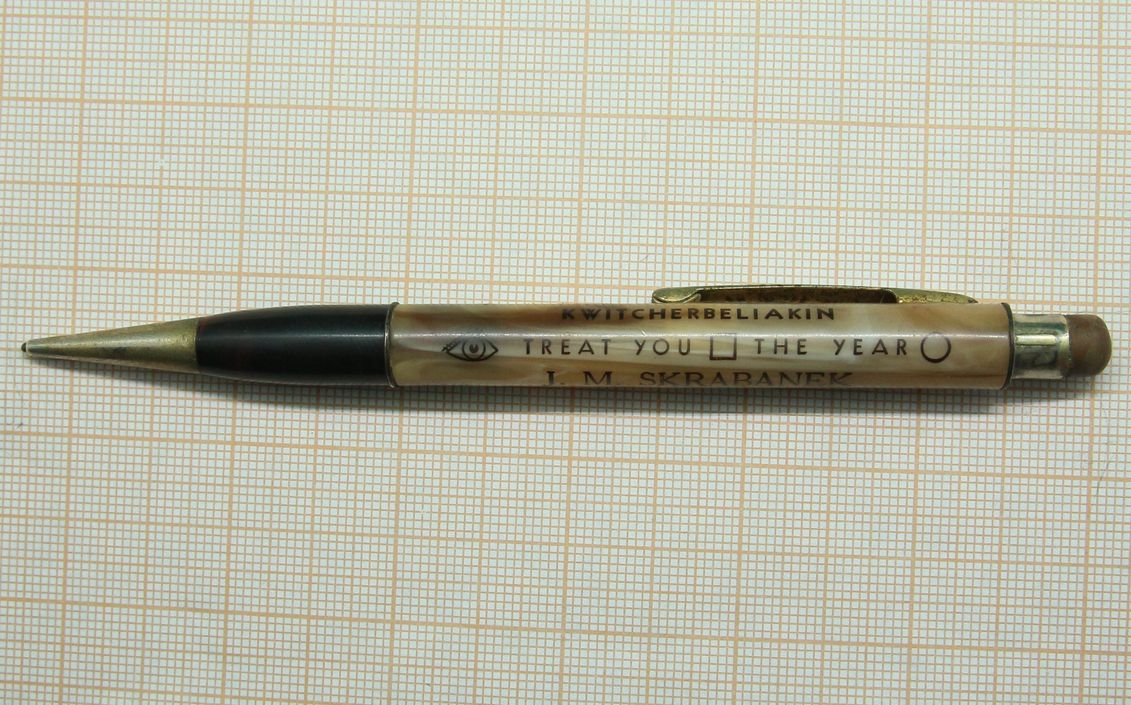 KWITCHERBELIAKIN
TREAT YOU THE YEAR
I. M. SKRABANEK